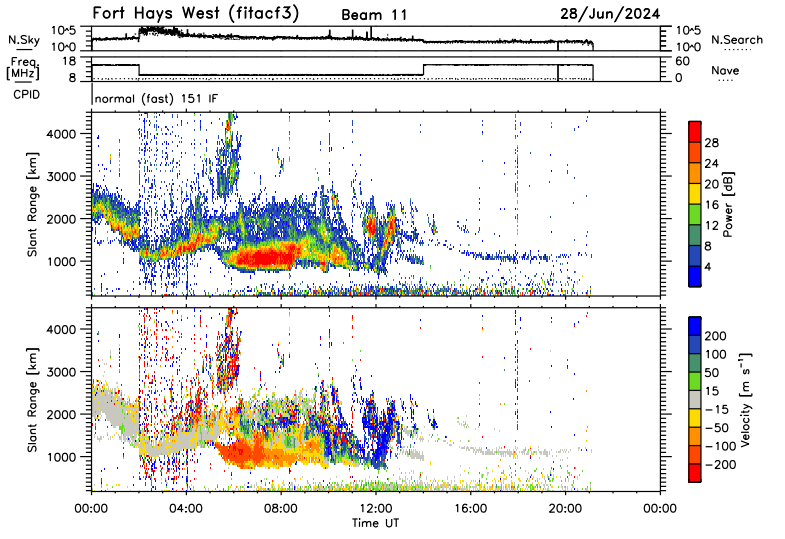 Fort Hays West (fitacf3) Beam 11 28/Jun/2024
N.Sky 10^5 10^0 10^5 10^0 N.Search
Freq. [MHz] 18 8 60 0 Nave
CPID normal (fast) 151 IF
4000
3000
2000
1000
Slant Range [km]
28
24
20
16
12
8
4
Power [dB]
4000
3000
2000
1000
Slant Range [km]
200
100
50
15
−15
−50
−100
−200
Velocity [m s⁻¹]
00:00 04:00 08:00 12:00 16:00 20:00 00:00
Time UT